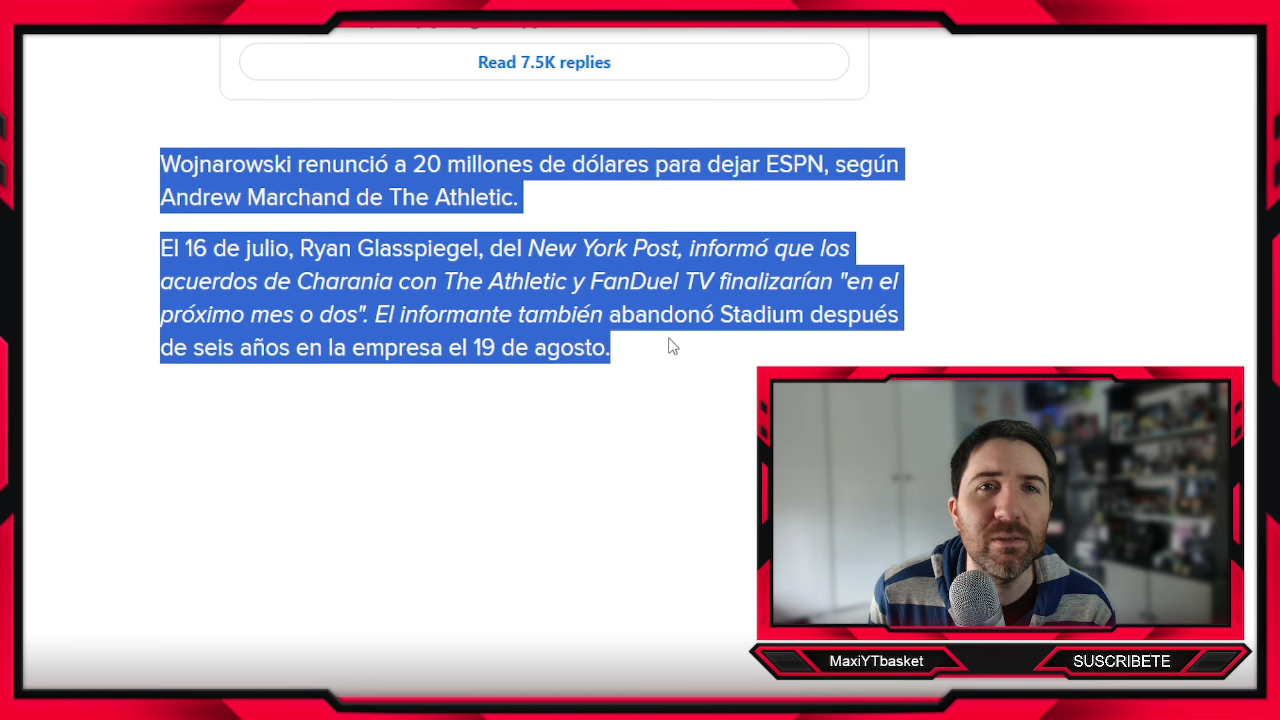 Read 7.5K replies
Wojnarowski renunció a 20 millones de dólares para dejar ESPN, según
Andrew Marchand de The Athletic.
El 16 de julio, Ryan Glasspiegel, del New York Post, informó que los
acuerdos de Charania con The Athletic y FanDuel TV finalizarían "en el
próximo mes o dos". El informante también abandonó Stadium después
de seis años en la empresa el 19 de agosto.
MaxiYTbasket
SUSCRIBETE